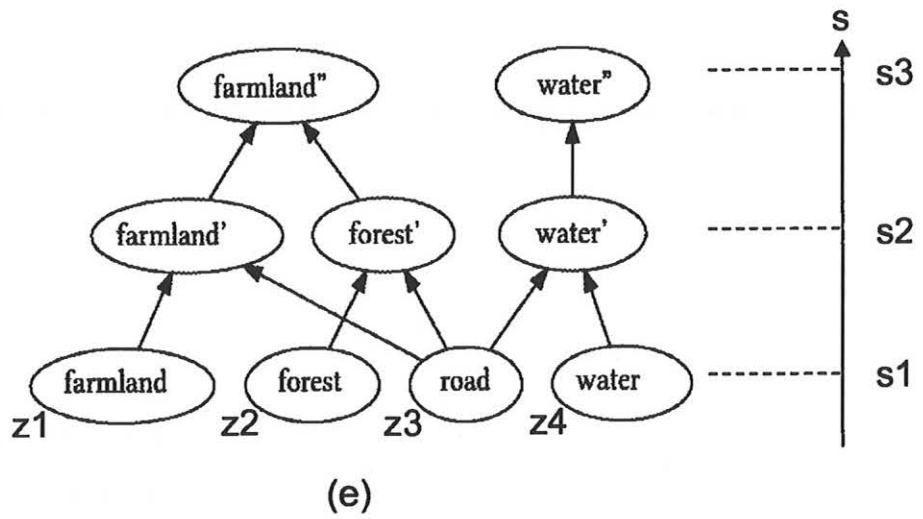 s
farmland” water” s3
farmland' forest' water' s2
farmland forest road water s1
z1 z2 z3 z4
(e)